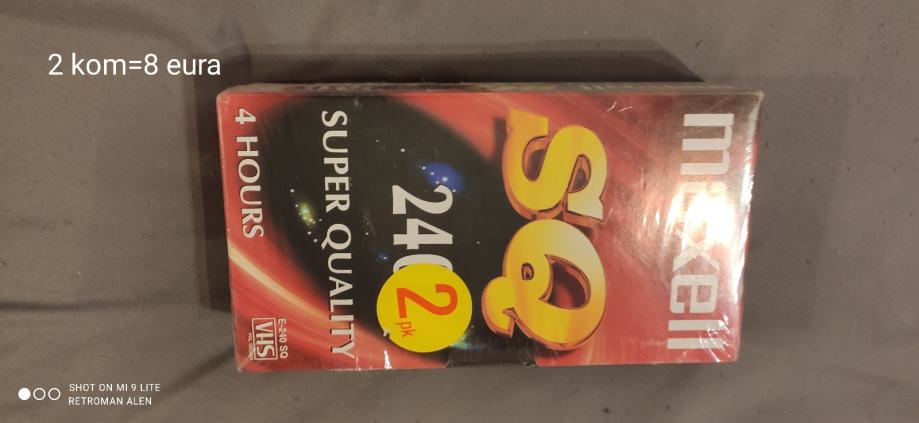 2 kom=8 eura
maxell
SQ
240
2
pk
SUPER QUALITY
4 HOURS
E-240 SQ
VHS
SHOT ON MI 9 LITE
RETROMAN ALEN